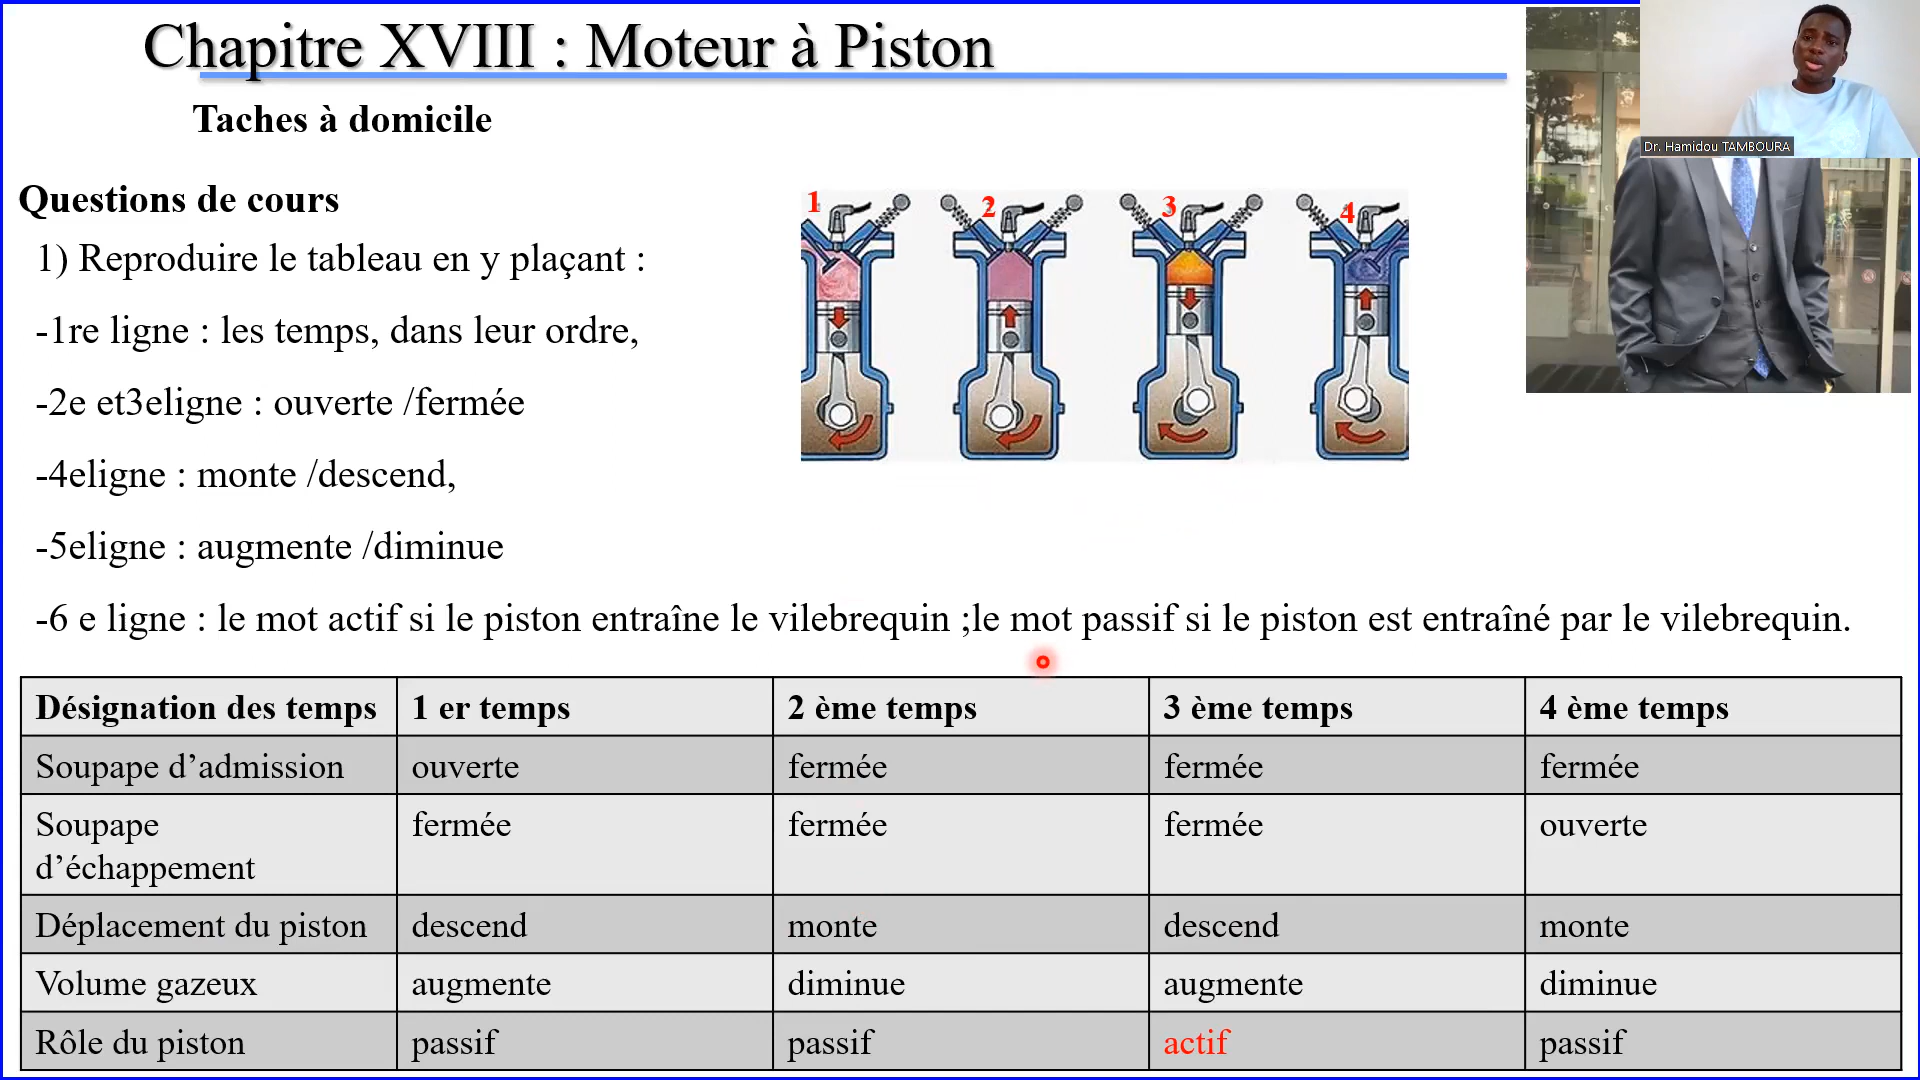 Chapitre XVIII : Moteur à Piston
Dr. Hamidou TAMBOURA
Taches à domicile
Questions de cours
1) Reproduire le tableau en y plaçant :
-1re ligne : les temps, dans leur ordre,
-2e et3eligne : ouverte /fermée
-4eligne : monte /descend,
-5eligne : augmente /diminue
-6 e ligne : le mot actif si le piston entraîne le vilebrequin ;le mot passif si le piston est entraîné par le vilebrequin.
1 2 3 4
Désignation des temps 1 er temps 2 ème temps 3 ème temps 4 ème temps
Soupape d’admission ouverte fermée fermée fermée
Soupape fermée fermée fermée ouverte
d’échappement
Déplacement du piston descend monte descend monte
Volume gazeux augmente diminue augmente diminue
Rôle du piston passif passif actif passif